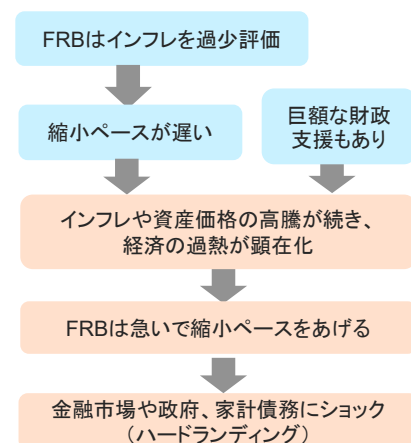 FRBはインフレを過少評価
縮小ペースが遅い
巨額な財政
支援もあり
インフレや資産価格の高騰が続き、
経済の過熱が顕在化
FRBは急いで縮小ペースをあげる
金融市場や政府、家計債務にショック
（ハードランディング）